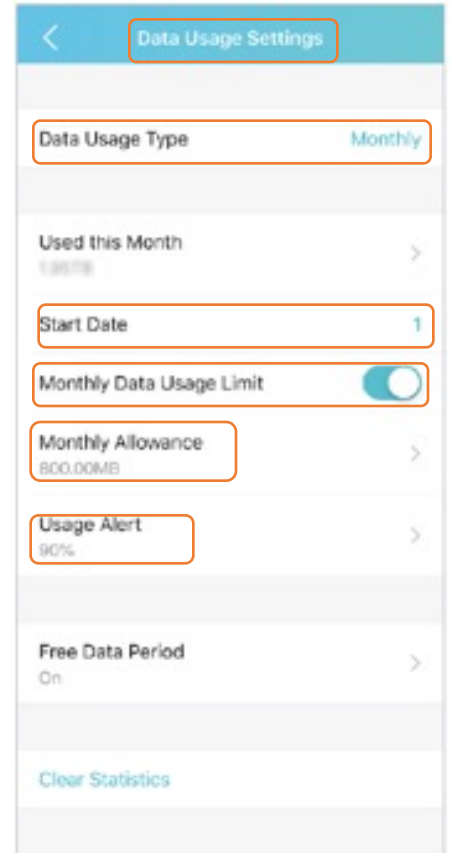 Data Usage Settings
Data Usage Type Monthly
Used this Month
Start Date 1
Monthly Data Usage Limit
Monthly Allowance
800.00MB
Usage Alert
90%
Free Data Period
On
Clear Statistics